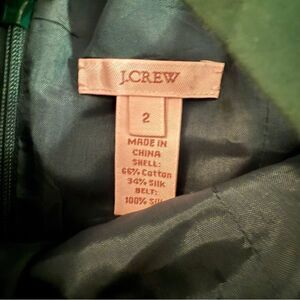 J.CREW
2
MADE IN
CHINA
SHELL:
66% Cotton
34% Silk
BELT:
100% Silk